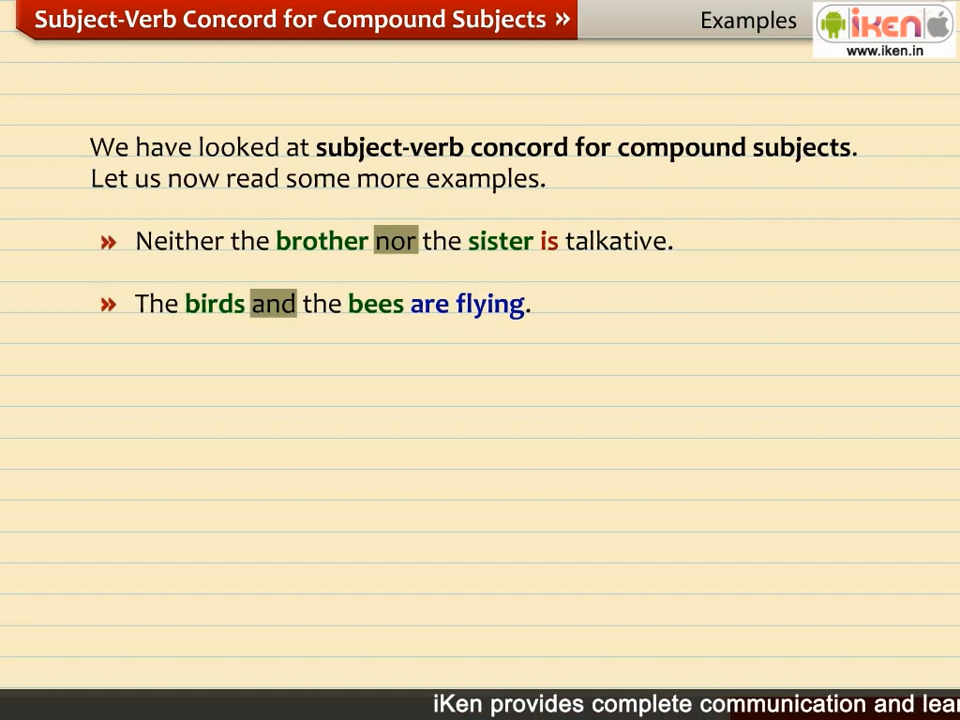 Subject-Verb Concord for Compound Subjects »
Examples
iken
www.iken.in
We have looked at subject-verb concord for compound subjects.
Let us now read some more examples.
» Neither the brother nor the sister is talkative.
» The birds and the bees are flying.
iKen provides complete communication and lear